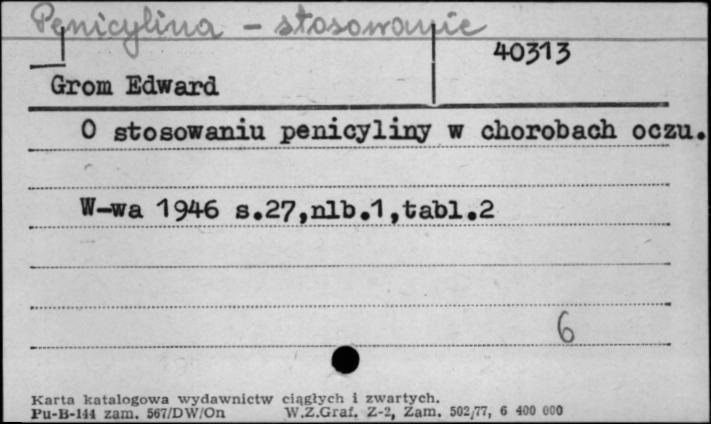 Penicylina - stosowanie
40313
Grom Edward
O stosowaniu penicyliny w chorobach oczu.
W-wa 1946 s.27,nlb.1,tabl.2
6
Karta katalogowa wydawnictw ciągłych i zwartych.
Pu-B-144 zam. 567/DW/On W.Z.Graf. Z-2, Zam. 502/77, 6 400 000